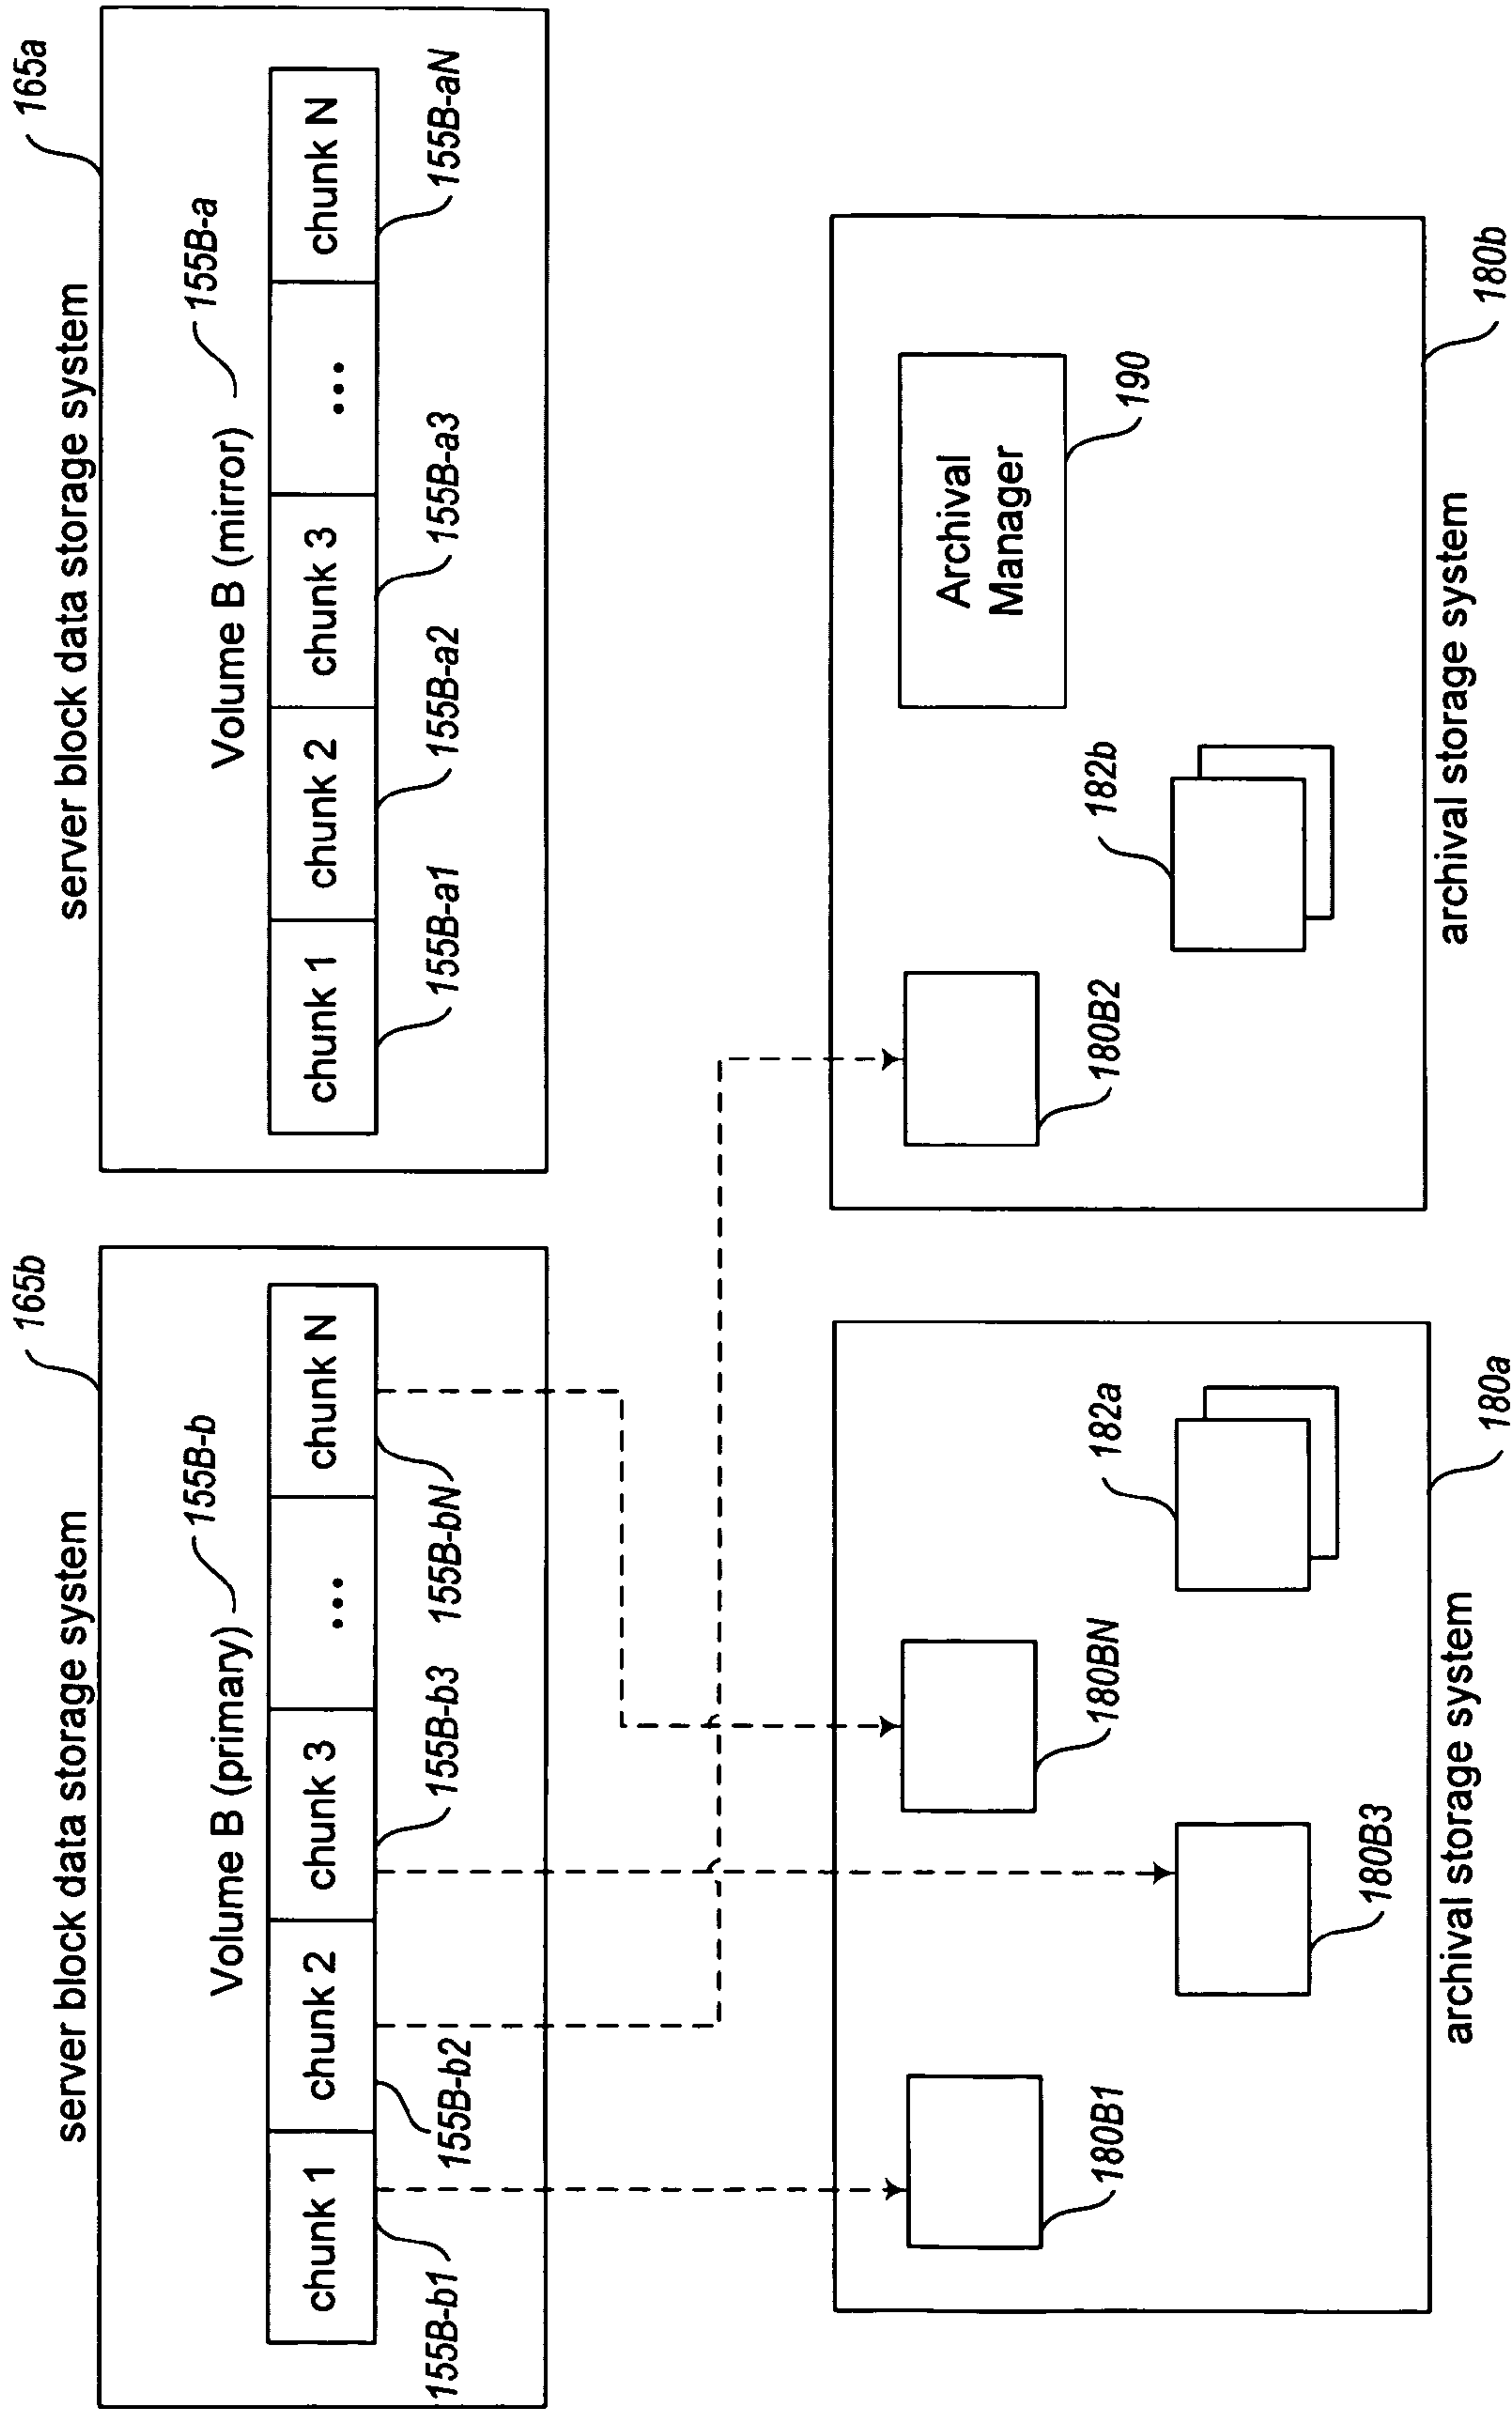 server block data storage system
165b
Volume B (primary)
155B-b
chunk 1
chunk 2
chunk 3
...
chunk N
155B-b1
155B-b2
155B-b3
155B-bN
server block data storage system
165a
Volume B (mirror)
155B-a
chunk 1
chunk 2
chunk 3
...
chunk N
155B-a1
155B-a2
155B-a3
155B-aN
180B1
180BN
180B3
182a
archival storage system
180a
180B2
Archival
Manager
190
182b
archival storage system
180b